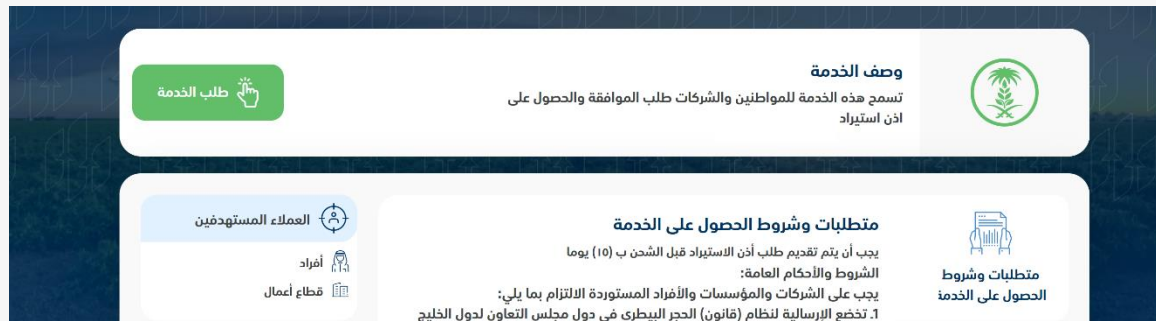 وصف الخدمة
تسمح هذه الخدمة للمواطنين والشركات طلب الموافقة والحصول على
اذن استيراد
طلب الخدمة
متطلبات وشروط
الحصول على الخدمة
متطلبات وشروط الحصول على الخدمة
يجب أن يتم تقديم طلب أذن الاستيراد قبل الشحن ب (١٥) يوما
الشروط والأحكام العامة:
يجب على الشركات والمؤسسات والأفراد المستوردة الالتزام بما يلي:
1. تخضع الإرسالية لنظام (قانون) الحجر البيطري في دول مجلس التعاون لدول الخليج
العملاء المستهدفين
أفراد
قطاع أعمال